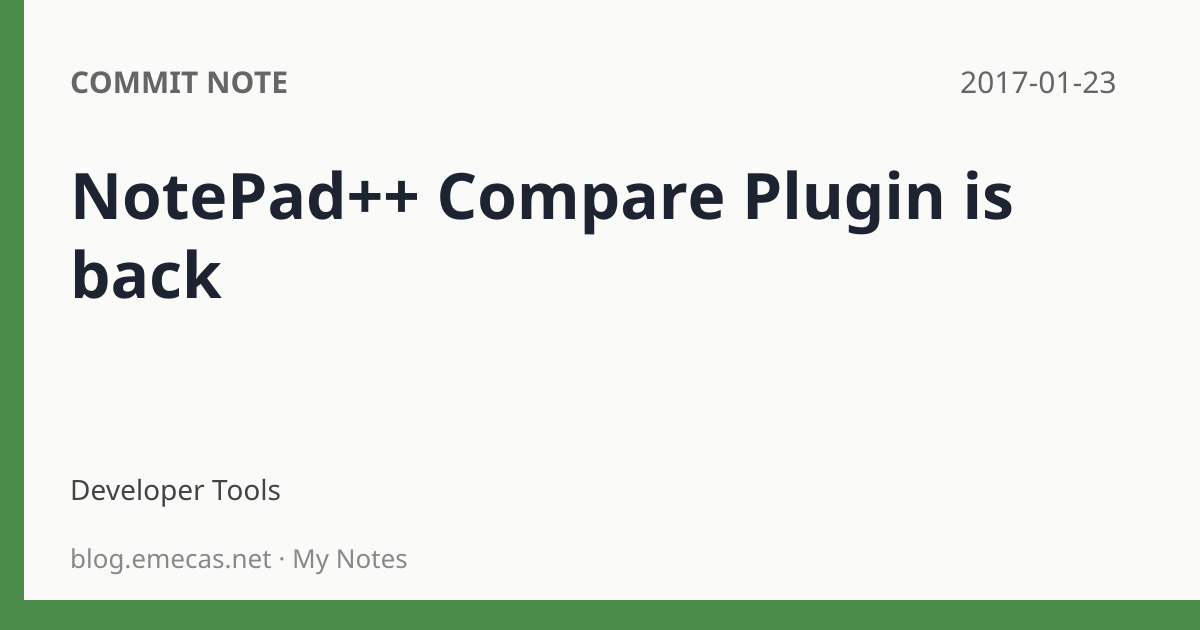 COMMIT NOTE
2017-01-23
NotePad++ Compare Plugin is
back
Developer Tools
blog.emecas.net · My Notes